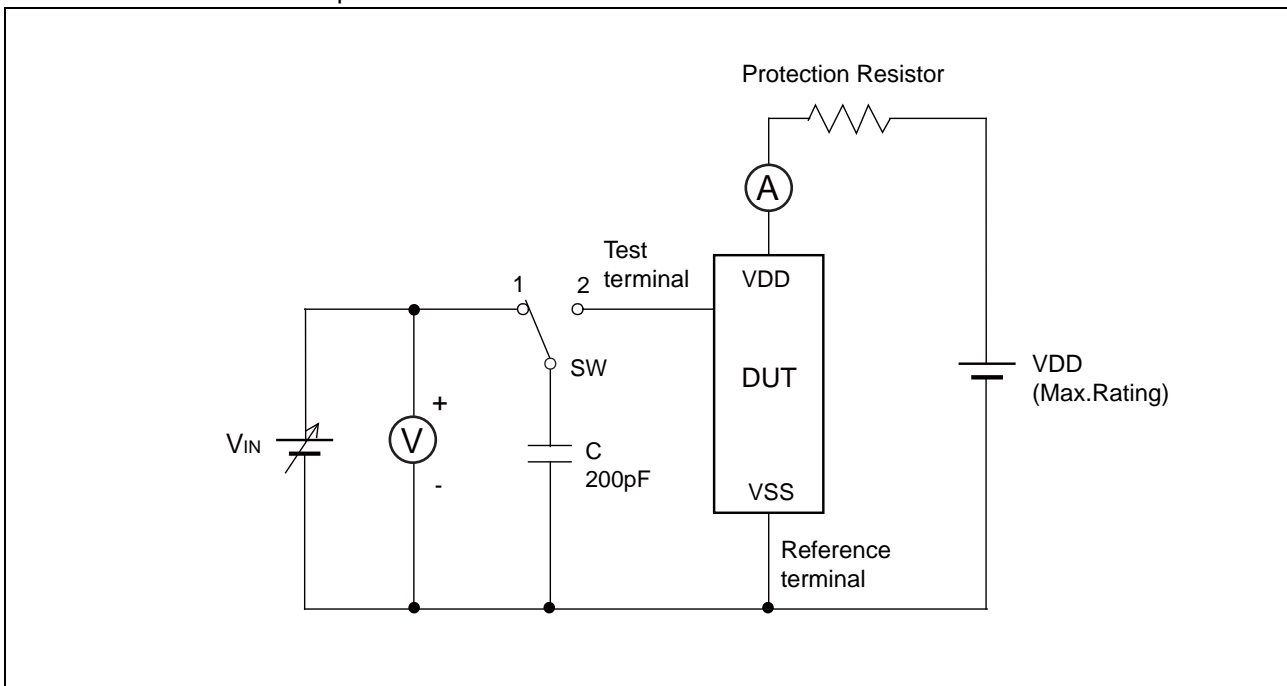 Protection Resistor
A
Test
terminal
1
2
VDD
SW
DUT
VDD
(Max.Rating)
+
V
-
VIN
C
200pF
VSS
Reference
terminal